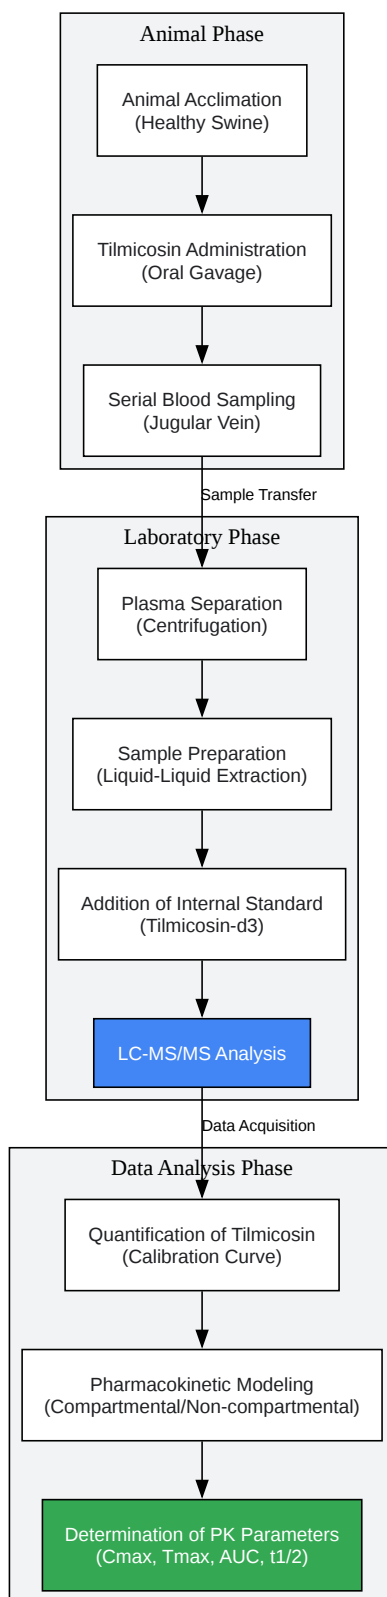 Animal Phase
Animal Acclimation
(Healthy Swine)
Tilmicosin Administration
(Oral Gavage)
Serial Blood Sampling
(Jugular Vein)
Sample Transfer
Laboratory Phase
Plasma Separation
(Centrifugation)
Sample Preparation
(Liquid-Liquid Extraction)
Addition of Internal Standard
(Tilmicosin-d3)
LC-MS/MS Analysis
Data Acquisition
Data Analysis Phase
Quantification of Tilmicosin
(Calibration Curve)
Pharmacokinetic Modeling
(Compartmental/Non-compartmental)
Determination of PK Parameters
(Cmax, Tmax, AUC, t1/2)